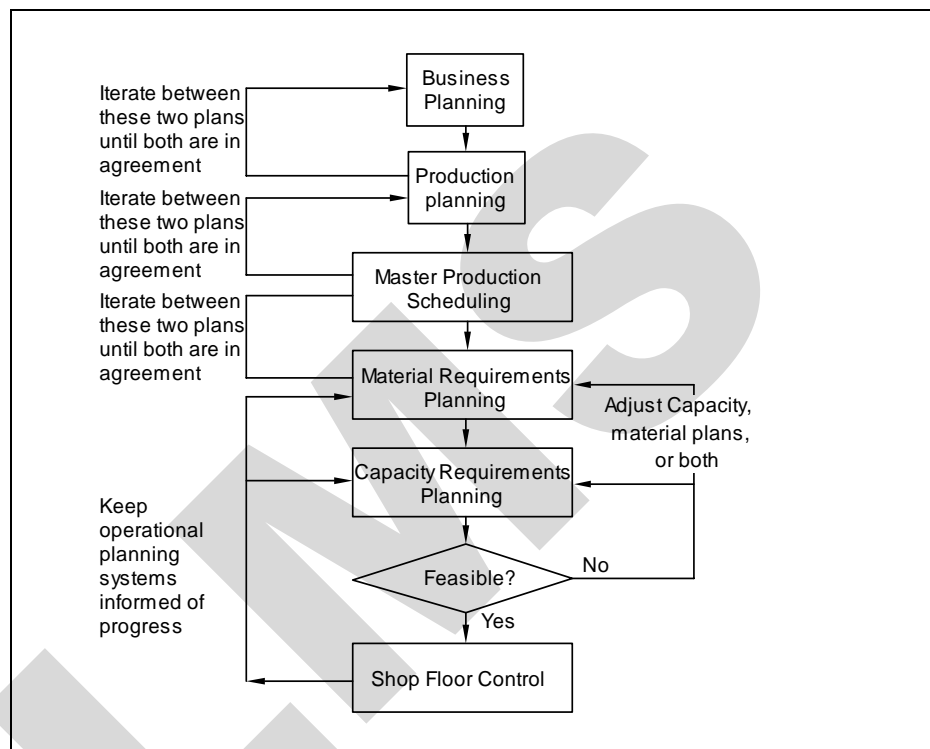 Business
Planning
Iterate between
these two plans
until both are in
agreement
Production
planning
Iterate between
these two plans
until both are in
agreement
Master Production
Scheduling
Iterate between
these two plans
until both are in
agreement
Material Requirements
Planning
Adjust Capacity,
material plans,
or both
Capacity Requirements
Planning
Keep
operational
planning
systems
informed of
progress
Feasible?
No
Yes
Shop Floor Control
LMS